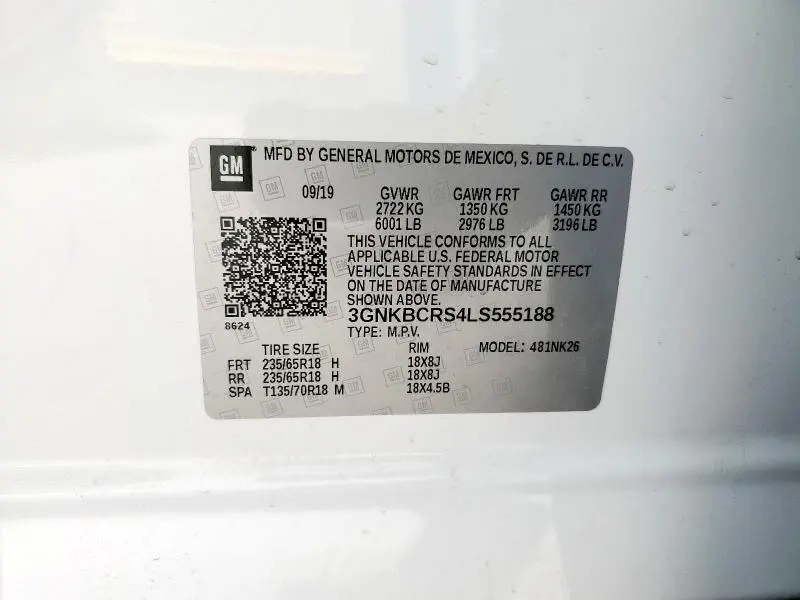 GM MFD BY GENERAL MOTORS DE MEXICO, S. DE R.L. DE C.V.
09/19 GVWR GAWR FRT GAWR RR
2722 KG 1350 KG 1450 KG
6001 LB 2976 LB 3196 LB
THIS VEHICLE CONFORMS TO ALL
APPLICABLE U.S. FEDERAL MOTOR
VEHICLE SAFETY STANDARDS IN EFFECT
ON THE DATE OF MANUFACTURE
SHOWN ABOVE.
3GNKBCRS4LS555188
8624
TYPE: M.P.V.
TIRE SIZE RIM MODEL: 481NK26
FRT 235/65R18 H 18X8J
RR 235/65R18 H 18X8J
SPA T135/70R18 M 18X4.5B